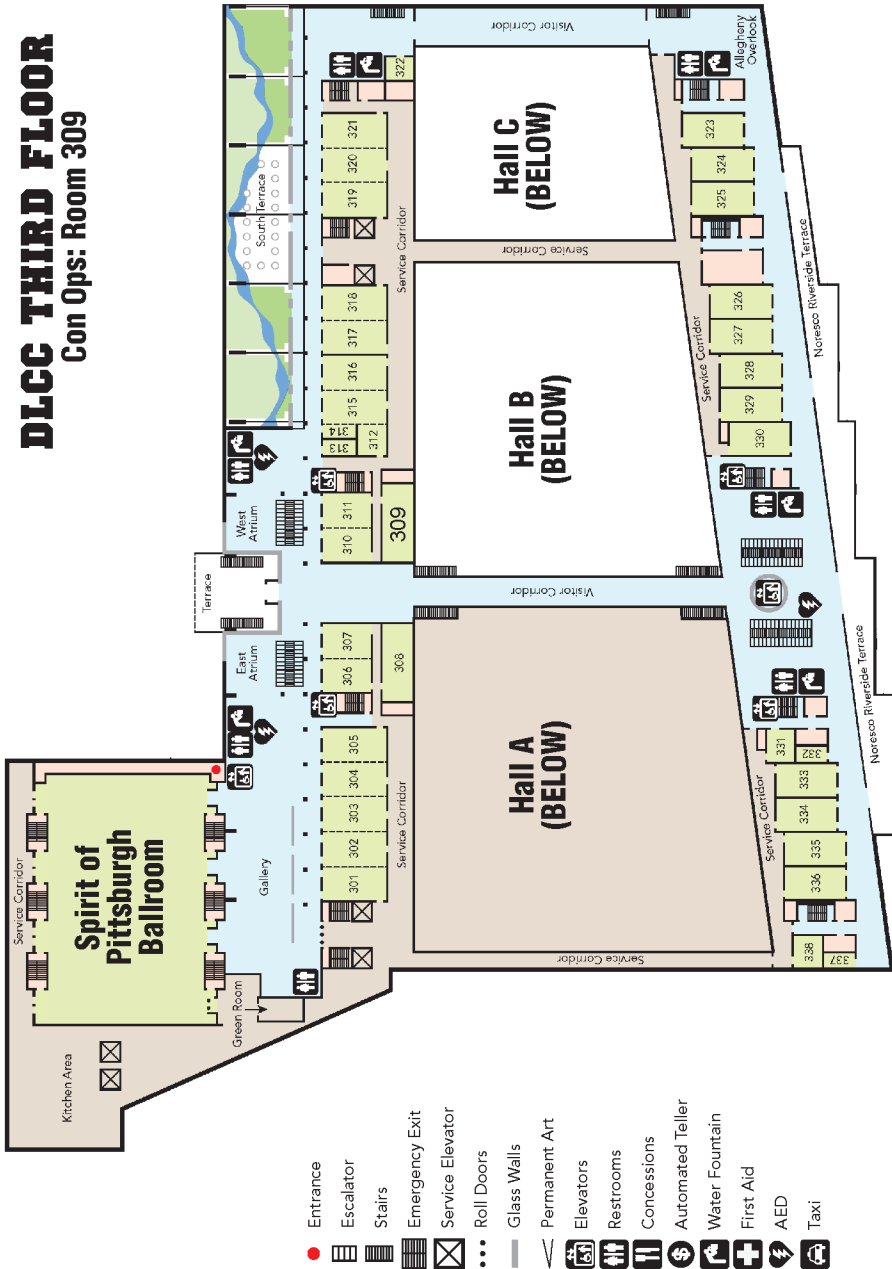 DLCC THIRD FLOOR
Con Ops: Room 309
Service Corridor
Spirit of
Pittsburgh
Ballroom
Kitchen Area
Green Room
Gallery
East
Atrium
Terrace
West
Atrium
South Terrace
Visitor Corridor
301
302
303
304
305
306
307
308
309
310
311
312
313
314
315
316
317
318
319
320
321
322
Service Corridor
Service Corridor
Hall A
(BELOW)
Hall B
(BELOW)
Hall C
(BELOW)
Service Corridor
Visitor Corridor
Service Corridor
Allegheny
Overlook
Service Corridor
Service Corridor
323
324
325
326
327
328
329
330
331
332
333
334
335
336
337
338
Noresco Riverside Terrace
Noresco Riverside Terrace
Entrance
Escalator
Stairs
Emergency Exit
Service Elevator
Roll Doors
Glass Walls
Permanent Art
Elevators
Restrooms
Concessions
$ Automated Teller
Water Fountain
First Aid
AED
Taxi